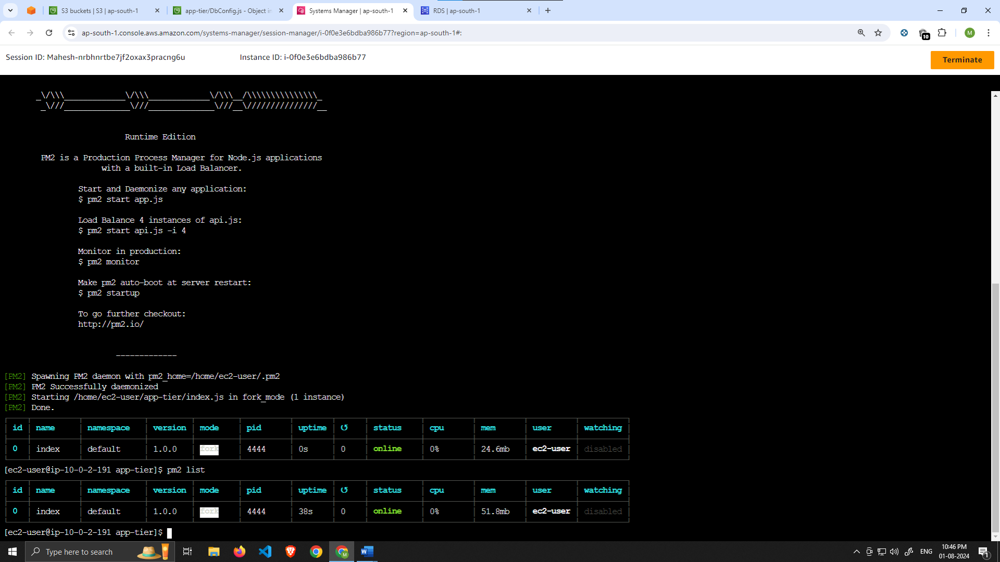 S3 buckets | S3 | ap-south-1
app-tier/DbConfig.js - Object in
Systems Manager | ap-south-1
RDS | ap-south-1
ap-south-1.console.aws.amazon.com/systems-manager/session-manager/i-0f0e3e6bdba986b77?region=ap-south-1#:
10
M
Session ID: Mahesh-nrbhnrtbe7jf2oxax3pracng6u
Instance ID: i-0f0e3e6bdba986b77
Terminate
_\/\\\_____________\/\\\_____________\/\\\__/\\\\\\\\\\\\\\\_
_\///______________\///______________\///__\///////////////__
Runtime Edition
PM2 is a Production Process Manager for Node.js applications
with a built-in Load Balancer.
Start and Daemonize any application:
$ pm2 start app.js
Load Balance 4 instances of api.js:
$ pm2 start api.js -i 4
Monitor in production:
$ pm2 monitor
Make pm2 auto-boot at server restart:
$ pm2 startup
To go further checkout:
http://pm2.io/
-------------
[PM2] Spawning PM2 daemon with pm2_home=/home/ec2-user/.pm2
[PM2] PM2 Successfully daemonized
[PM2] Starting /home/ec2-user/app-tier/index.js in fork_mode (1 instance)
[PM2] Done.
id name namespace version mode pid uptime ↺ status cpu mem user watching
0 index default 1.0.0 fork 4444 0s 0 online 0% 24.6mb ec2-user disabled
[ec2-user@ip-10-0-2-191 app-tier]$ pm2 list
id name namespace version mode pid uptime ↺ status cpu mem user watching
0 index default 1.0.0 fork 4444 38s 0 online 0% 51.8mb ec2-user disabled
[ec2-user@ip-10-0-2-191 app-tier]$
Type here to search
M
W
ENG
10:46 PM
01-08-2024
1